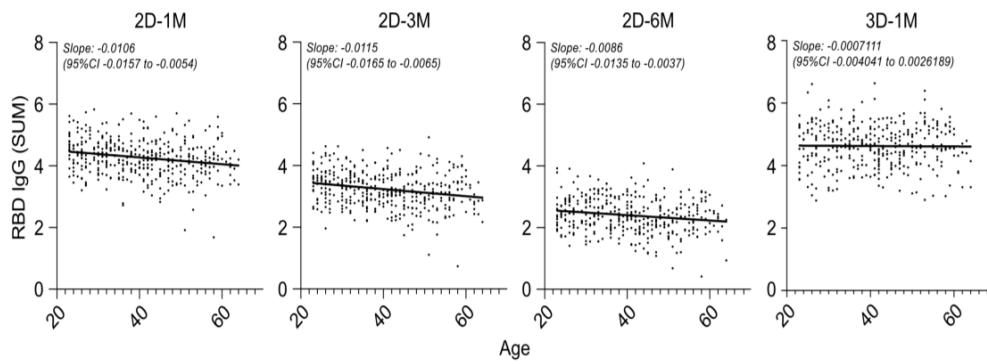 2D-1M
2D-3M
2D-6M
3D-1M
Slope: -0.0106
(95%CI -0.0157 to -0.0054)
Slope: -0.0115
(95%CI -0.0165 to -0.0065)
Slope: -0.0086
(95%CI -0.0135 to -0.0037)
Slope: -0.0007111
(95%CI -0.004041 to 0.0026189)
RBD IgG (SUM)
8
6
4
2
0
20
40
60
8
6
4
2
0
20
40
60
8
6
4
2
0
20
40
60
8
6
4
2
0
20
40
60
Age